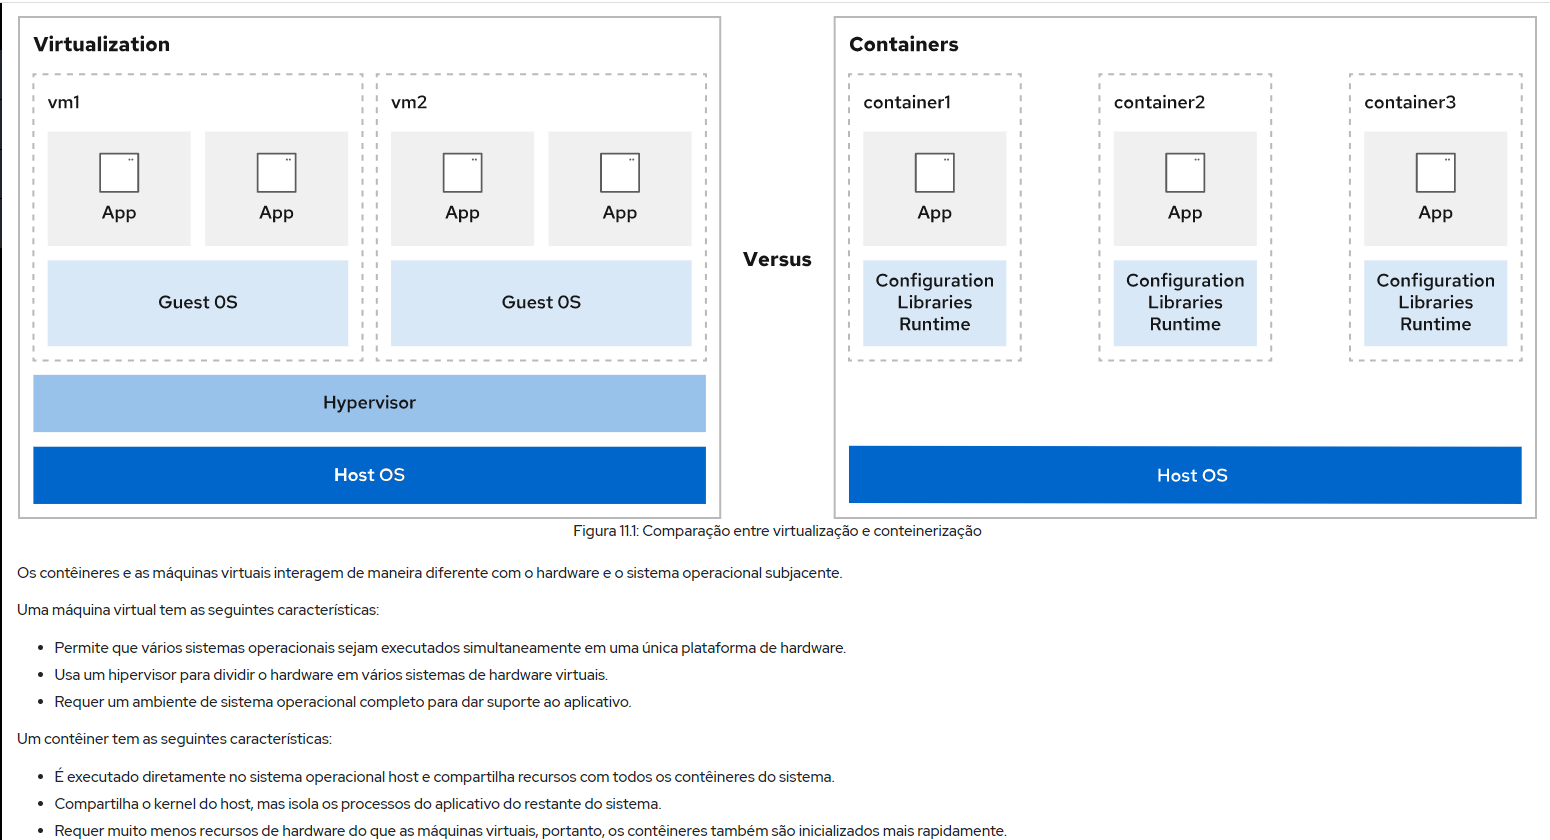 Virtualization
vm1
App
App
Guest OS
vm2
App
App
Guest OS
Hypervisor
Host OS
Versus
Containers
container1
App
Configuration
Libraries
Runtime
container2
App
Configuration
Libraries
Runtime
container3
App
Configuration
Libraries
Runtime
Host OS
Figura 11.1: Comparação entre virtualização e conteinerização
Os contêineres e as máquinas virtuais interagem de maneira diferente com o hardware e o sistema operacional subjacente.
Uma máquina virtual tem as seguintes características:
• Permite que vários sistemas operacionais sejam executados simultaneamente em uma única plataforma de hardware.
• Usa um hipervisor para dividir o hardware em vários sistemas de hardware virtuais.
• Requer um ambiente de sistema operacional completo para dar suporte ao aplicativo.
Um contêiner tem as seguintes características:
• É executado diretamente no sistema operacional host e compartilha recursos com todos os contêineres do sistema.
• Compartilha o kernel do host, mas isola os processos do aplicativo do restante do sistema.
• Requer muito menos recursos de hardware do que as máquinas virtuais, portanto, os contêineres também são inicializados mais rapidamente.